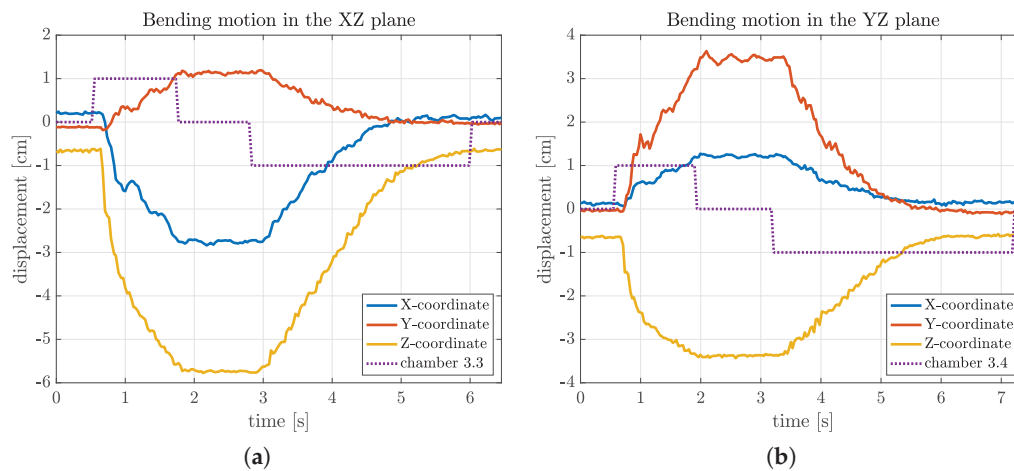 Bending motion in the XZ plane
2
1
0
-1
-2
-3
-4
-5
-6
displacement [cm]
0 1 2 3 4 5 6
time [s]
X-coordinate
Y-coordinate
Z-coordinate
chamber 3.3
(a)
Bending motion in the YZ plane
4
3
2
1
0
-1
-2
-3
-4
displacement [cm]
0 1 2 3 4 5 6 7
time [s]
X-coordinate
Y-coordinate
Z-coordinate
chamber 3.4
(b)